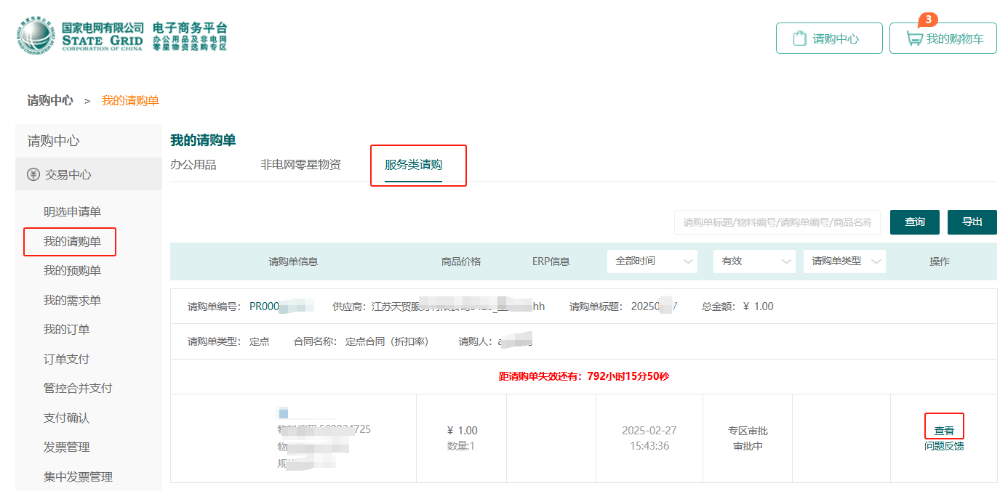 国家电网有限公司 电子商务平台
STATE GRID 办公用品及非电网
CORPORATION OF CHINA 零星物资选购专区
请购中心
3
我的购物车
请购中心 > 我的请购单
请购中心
交易中心
明选申请单
我的请购单
我的预购单
我的需求单
我的订单
订单支付
管控合并支付
支付确认
发票管理
集中发票管理
我的请购单
办公用品 非电网零星物资 服务类请购
请购单标题/物料编号/请购单编号/商品名称 查询 导出
请购单信息 商品价格 ERP信息 全部时间 有效 请购单类型 操作
请购单编号: PR000 供应商: 江苏天贸服 hh 请购单标题: 20250 7 总金额: ¥ 1.00
请购单类型: 定点 合同名称: 定点合同（折扣率） 请购人: a
距请购单失效还有: 792小时15分50秒
物 725
物
规
¥ 1.00
数量:1
2025-02-27
15:43:36
专区审批
审批中
查看
问题反馈